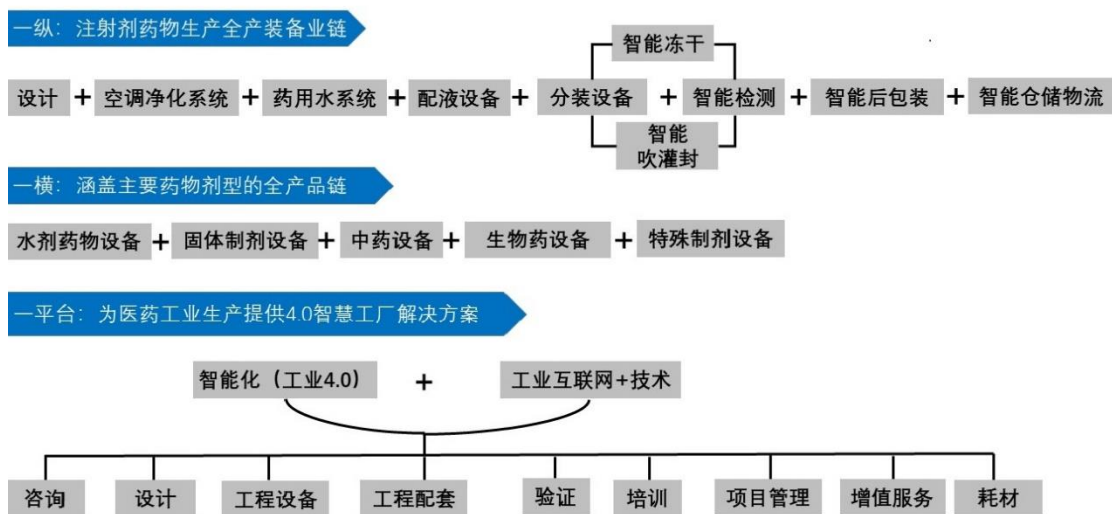 一纵：注射剂药物生产全产装备业链
智能冻干
设计 + 空调净化系统 + 药用水系统 + 配液设备 + 分装设备 + 智能检测 + 智能后包装 + 智能仓储物流
智能
吹灌封
一横：涵盖主要药物剂型的全产品链
水剂药物设备 + 固体制剂设备 + 中药设备 + 生物药设备 + 特殊制剂设备
一平台：为医药工业生产提供4.0智慧工厂解决方案
智能化（工业4.0） + 工业互联网+技术
咨询 设计 工程设备 工程配套 验证 培训 项目管理 增值服务 耗材